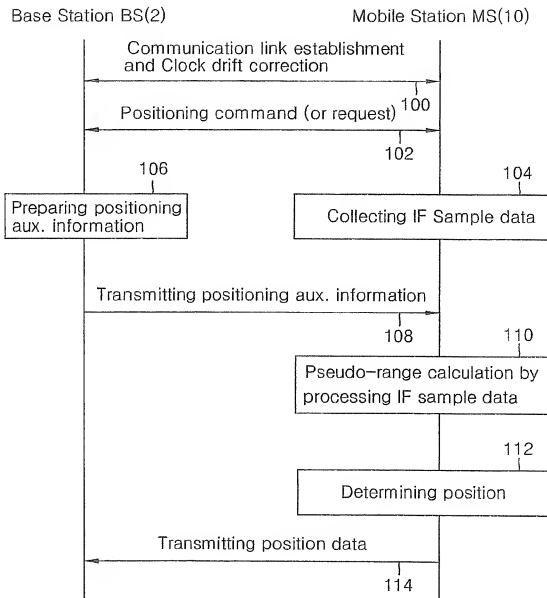 Base Station BS(2)
Mobile Station MS(10)
Communication link establishment
and Clock drift correction
100
Positioning command (or request)
102
106
104
Preparing positioning
aux. information
Collecting IF Sample data
Transmitting positioning aux. information
108
110
Pseudo-range calculation by
processing IF sample data
112
Determining position
Transmitting position data
114